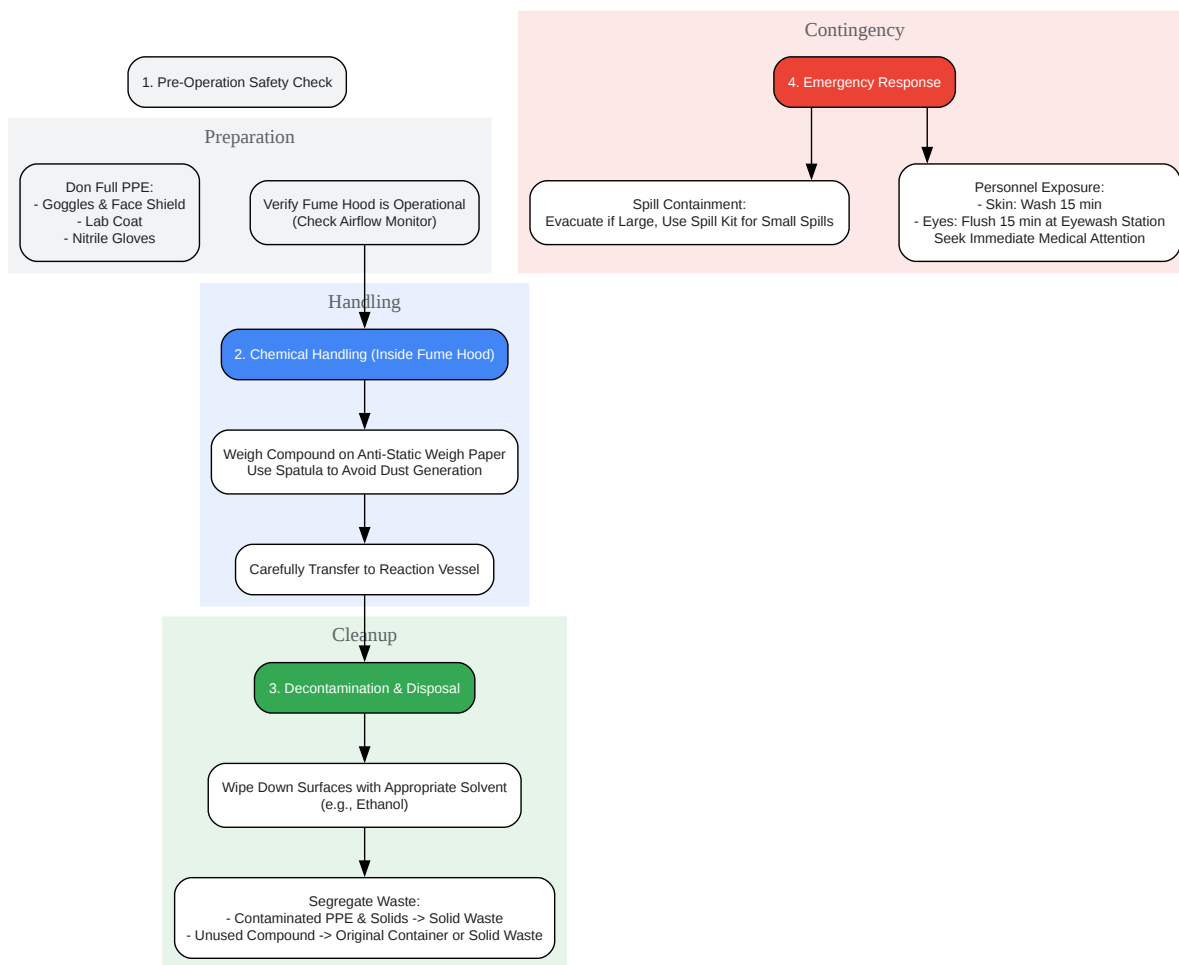 1. Pre-Operation Safety Check
Preparation
Don Full PPE:
- Goggles & Face Shield
- Lab Coat
- Nitrile Gloves
Verify Fume Hood is Operational
(Check Airflow Monitor)
Handling
2. Chemical Handling (Inside Fume Hood)
Weigh Compound on Anti-Static Weigh Paper
Use Spatula to Avoid Dust Generation
Carefully Transfer to Reaction Vessel
Cleanup
3. Decontamination & Disposal
Wipe Down Surfaces with Appropriate Solvent
(e.g., Ethanol)
Segregate Waste:
- Contaminated PPE & Solids -> Solid Waste
- Unused Compound -> Original Container or Solid Waste
Contingency
4. Emergency Response
Spill Containment:
Evacuate if Large, Use Spill Kit for Small Spills
Personnel Exposure:
- Skin: Wash 15 min
- Eyes: Flush 15 min at Eyewash Station
Seek Immediate Medical Attention